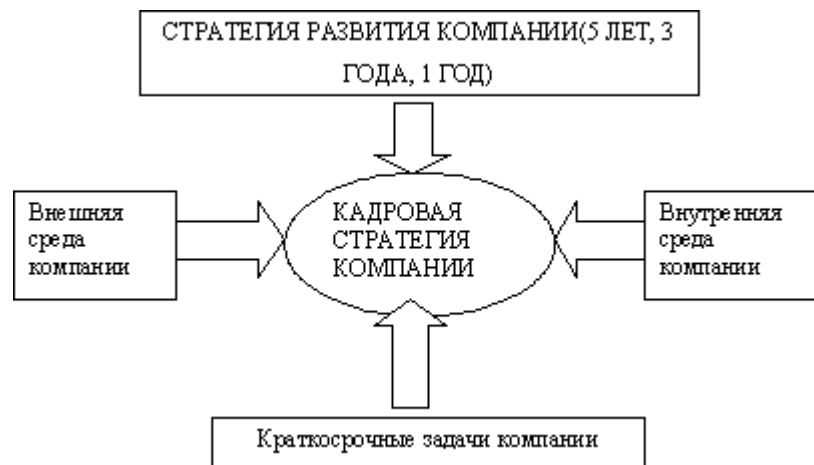 СТРАТЕГИЯ РАЗВИТИЯ КОМПАНИИ(5 ЛЕТ, 3
ГОДА, 1 ГОД)
Внешняя
среда
компании
КАДРОВАЯ
СТРАТЕГИЯ
КОМПАНИИ
Внутренняя
среда
компании
Краткосрочные задачи компании